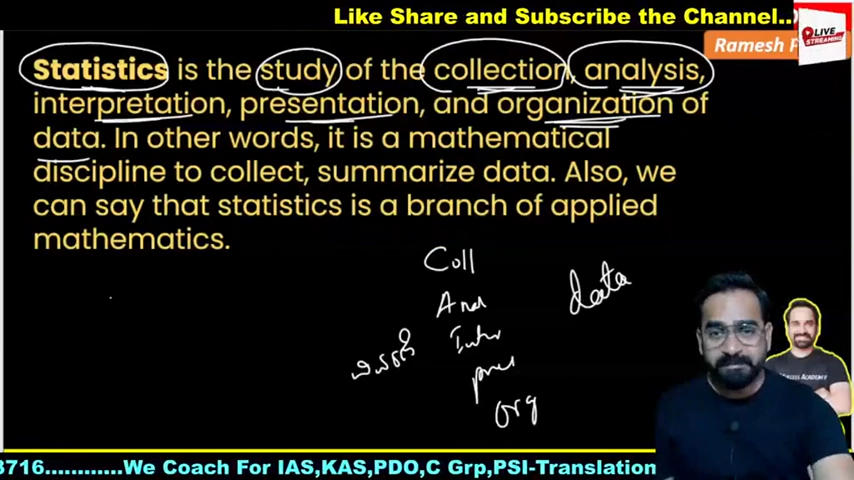 Like Share and Subscribe the Channel..
LIVE
STREAMING
Ramesh F
Statistics is the study of the collection, analysis,
interpretation, presentation, and organization of
data. In other words, it is a mathematical
discipline to collect, summarize data. Also, we
can say that statistics is a branch of applied
mathematics.
Coll
data
Ana
Inter
pres
Org
ACADEMY
3716............We Coach For IAS,KAS,PDO,C Grp,PSI-Translation